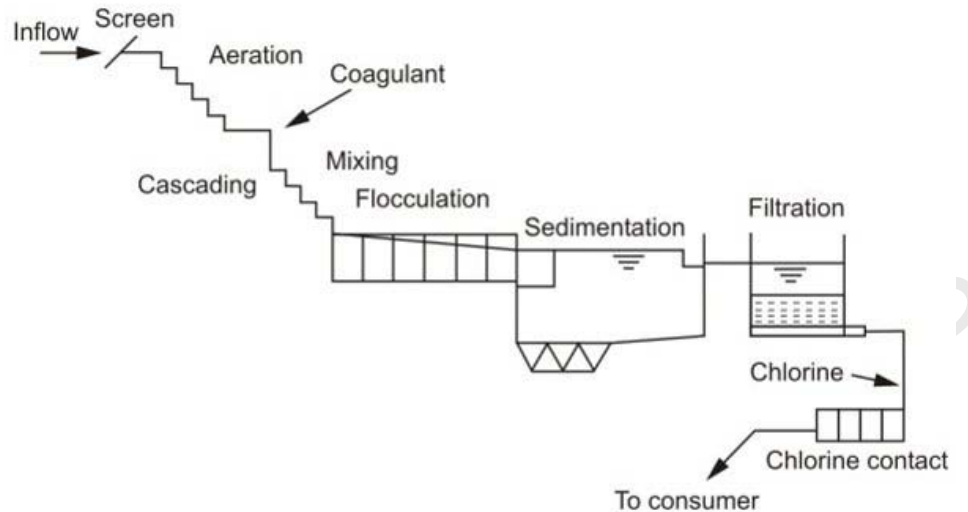 Screen
Inflow
Aeration
Coagulant
Mixing
Cascading
Flocculation
Sedimentation
Filtration
Chlorine
Chlorine contact
To consumer